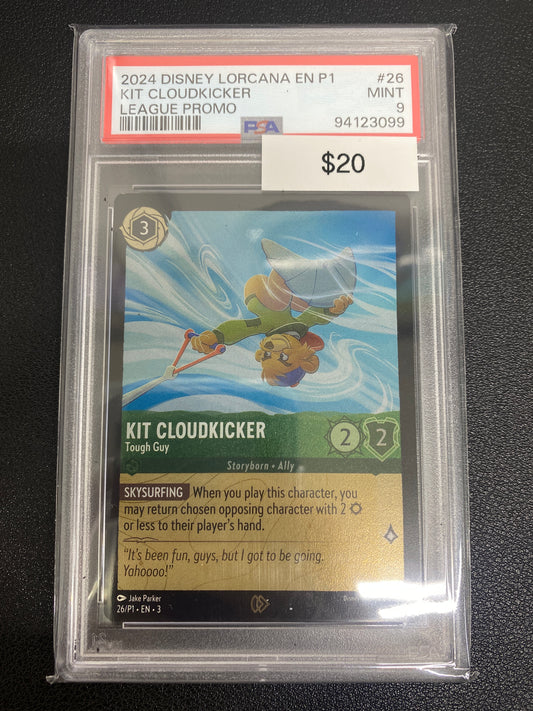 2024 DISNEY LORCANA EN P1 #26
KIT CLOUDKICKER MINT
LEAGUE PROMO 9
PSA 94123099
$20
3
KIT CLOUDKICKER
Tough Guy
2 2
Storyborn • Ally
SKYSURFING When you play this character, you
may return chosen opposing character with 2
or less to their player's hand.
"It's been fun, guys, but I got to be going.
Yahoooo!"
Jake Parker
26/P1 • EN • 3